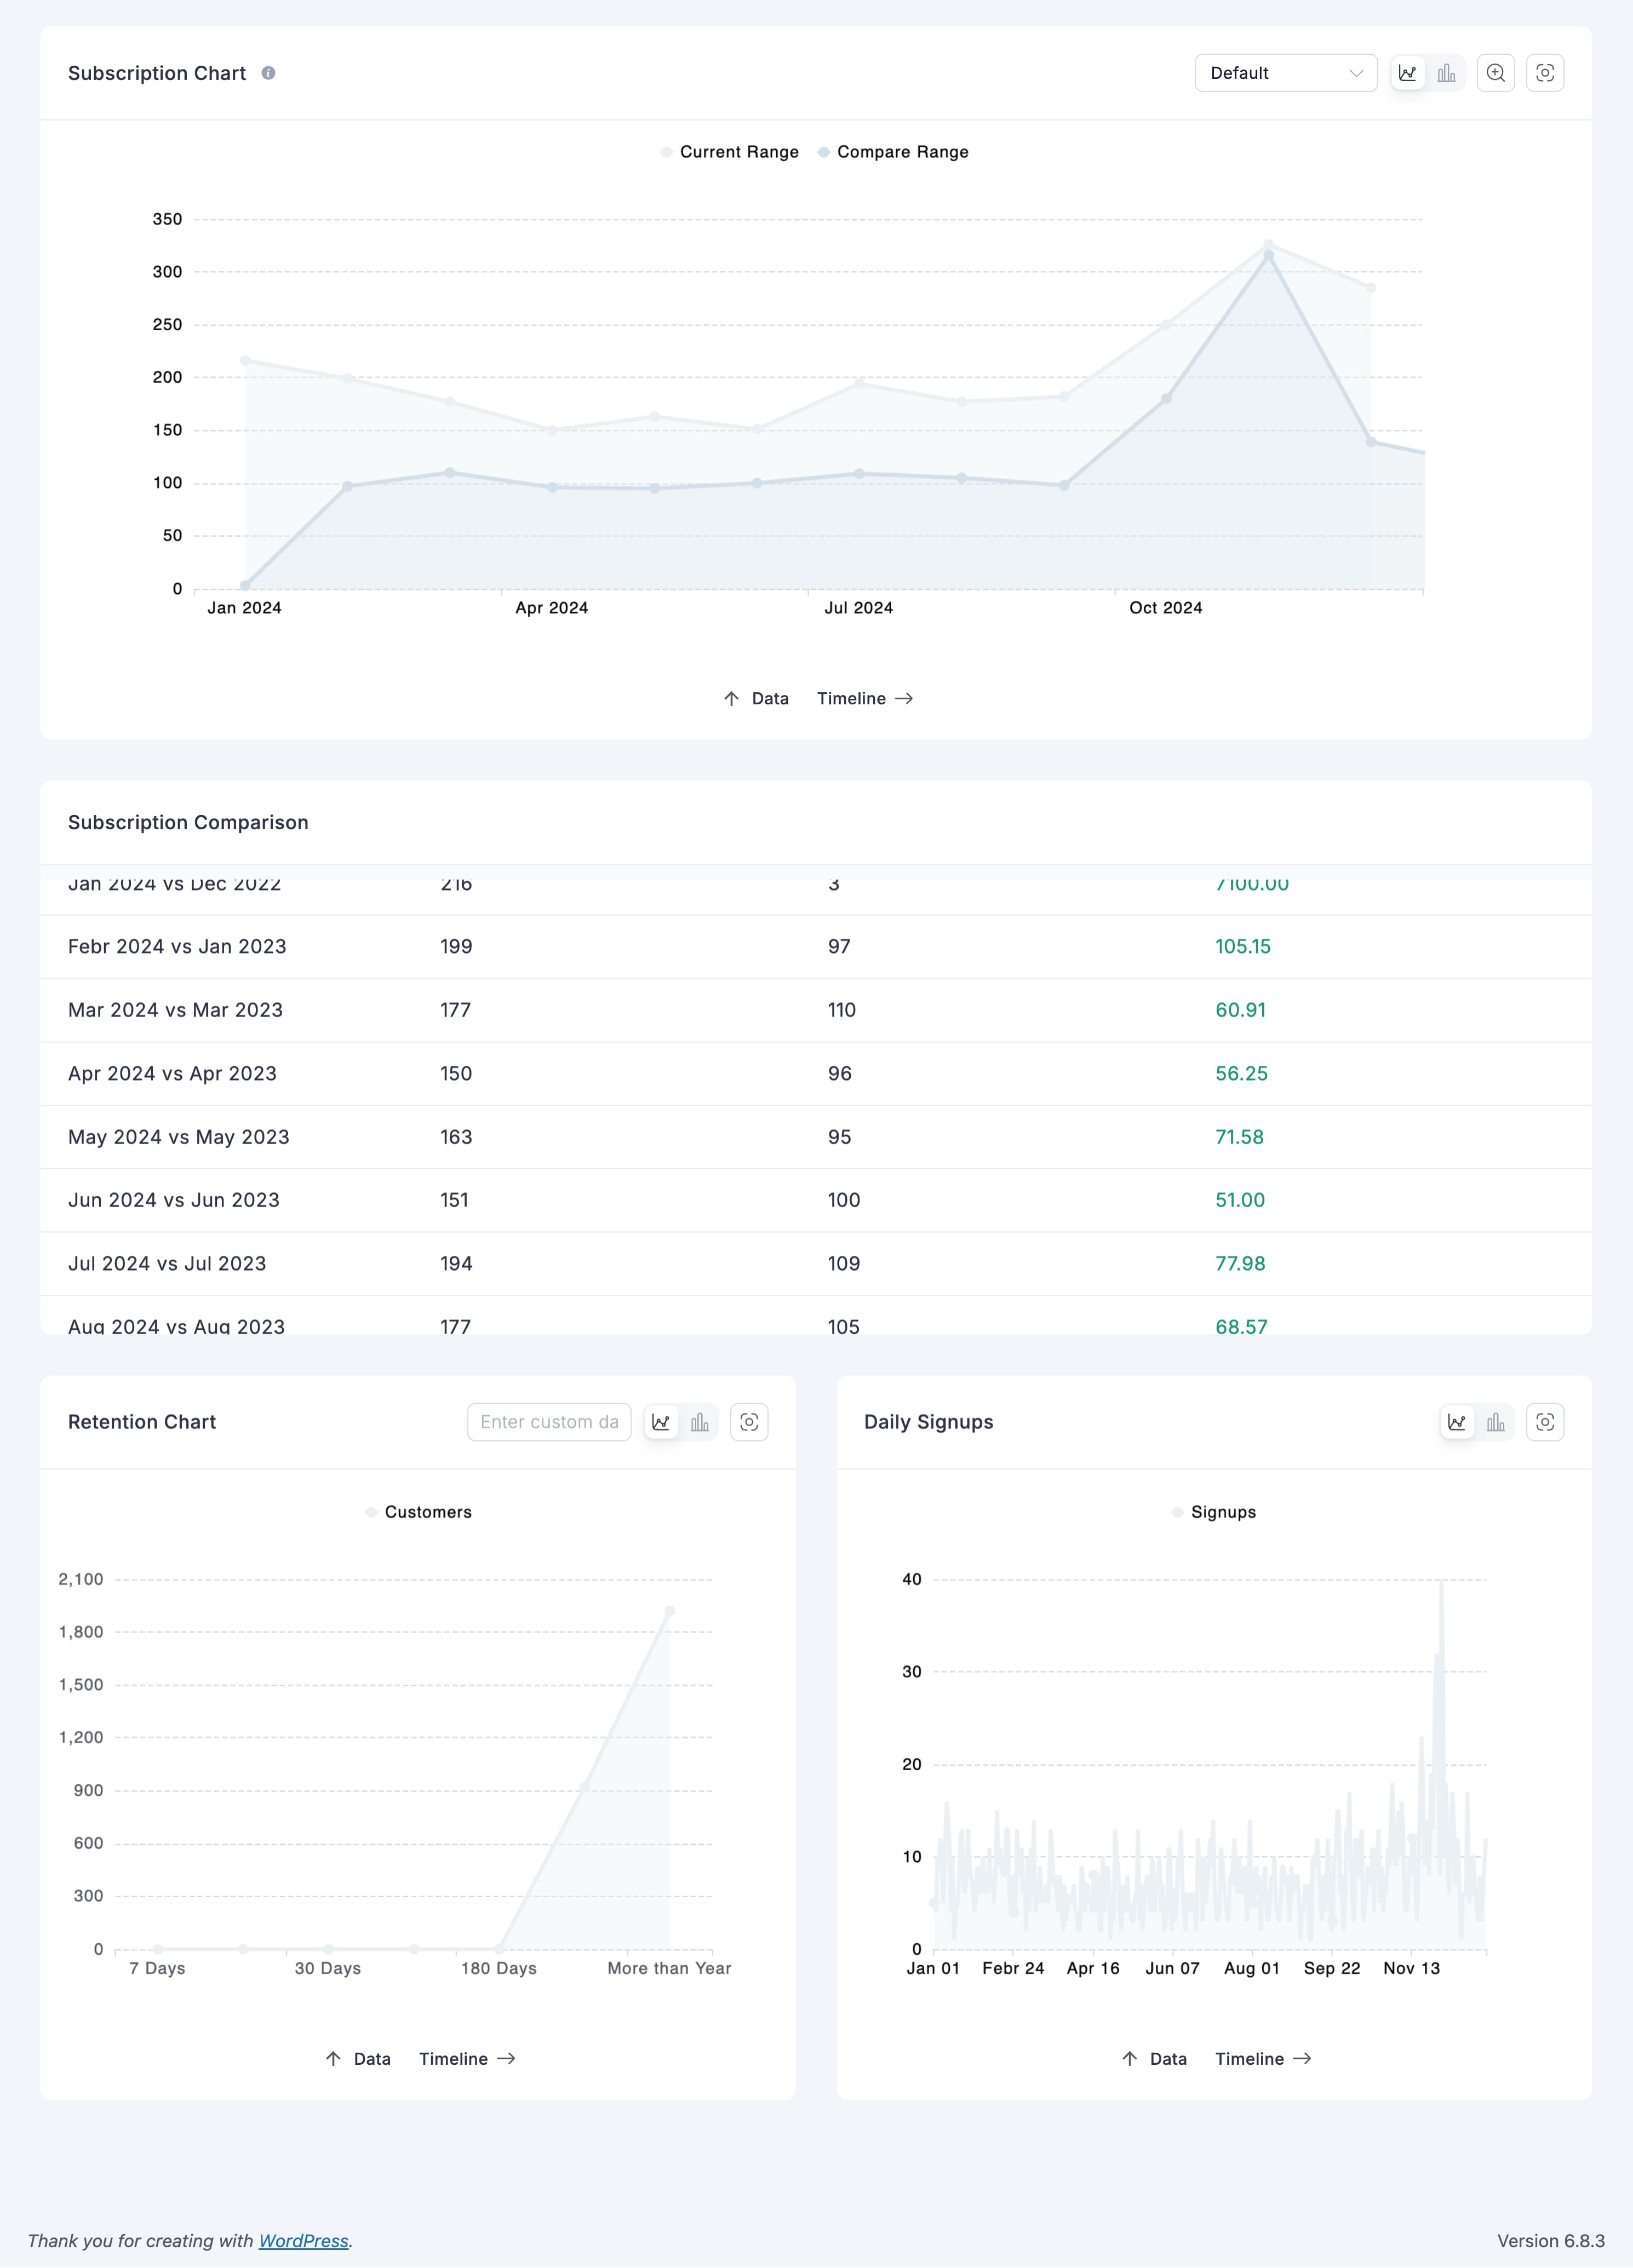 Subscription Chart
Default
Current Range Compare Range
350
300
250
200
150
100
50
0
Jan 2024 Apr 2024 Jul 2024 Oct 2024
Data Timeline
Subscription Comparison
Jan 2024 vs Dec 2022 216 3 7100.00
Febr 2024 vs Jan 2023 199 97 105.15
Mar 2024 vs Mar 2023 177 110 60.91
Apr 2024 vs Apr 2023 150 96 56.25
May 2024 vs May 2023 163 95 71.58
Jun 2024 vs Jun 2023 151 100 51.00
Jul 2024 vs Jul 2023 194 109 77.98
Aug 2024 vs Aug 2023 177 105 68.57
Retention Chart
Enter custom da
Customers
2,100
1,800
1,500
1,200
900
600
300
0
7 Days 30 Days 180 Days More than Year
Data Timeline
Daily Signups
Signups
40
30
20
10
0
Jan 01 Febr 24 Apr 16 Jun 07 Aug 01 Sep 22 Nov 13
Data Timeline
Thank you for creating with WordPress.
Version 6.8.3